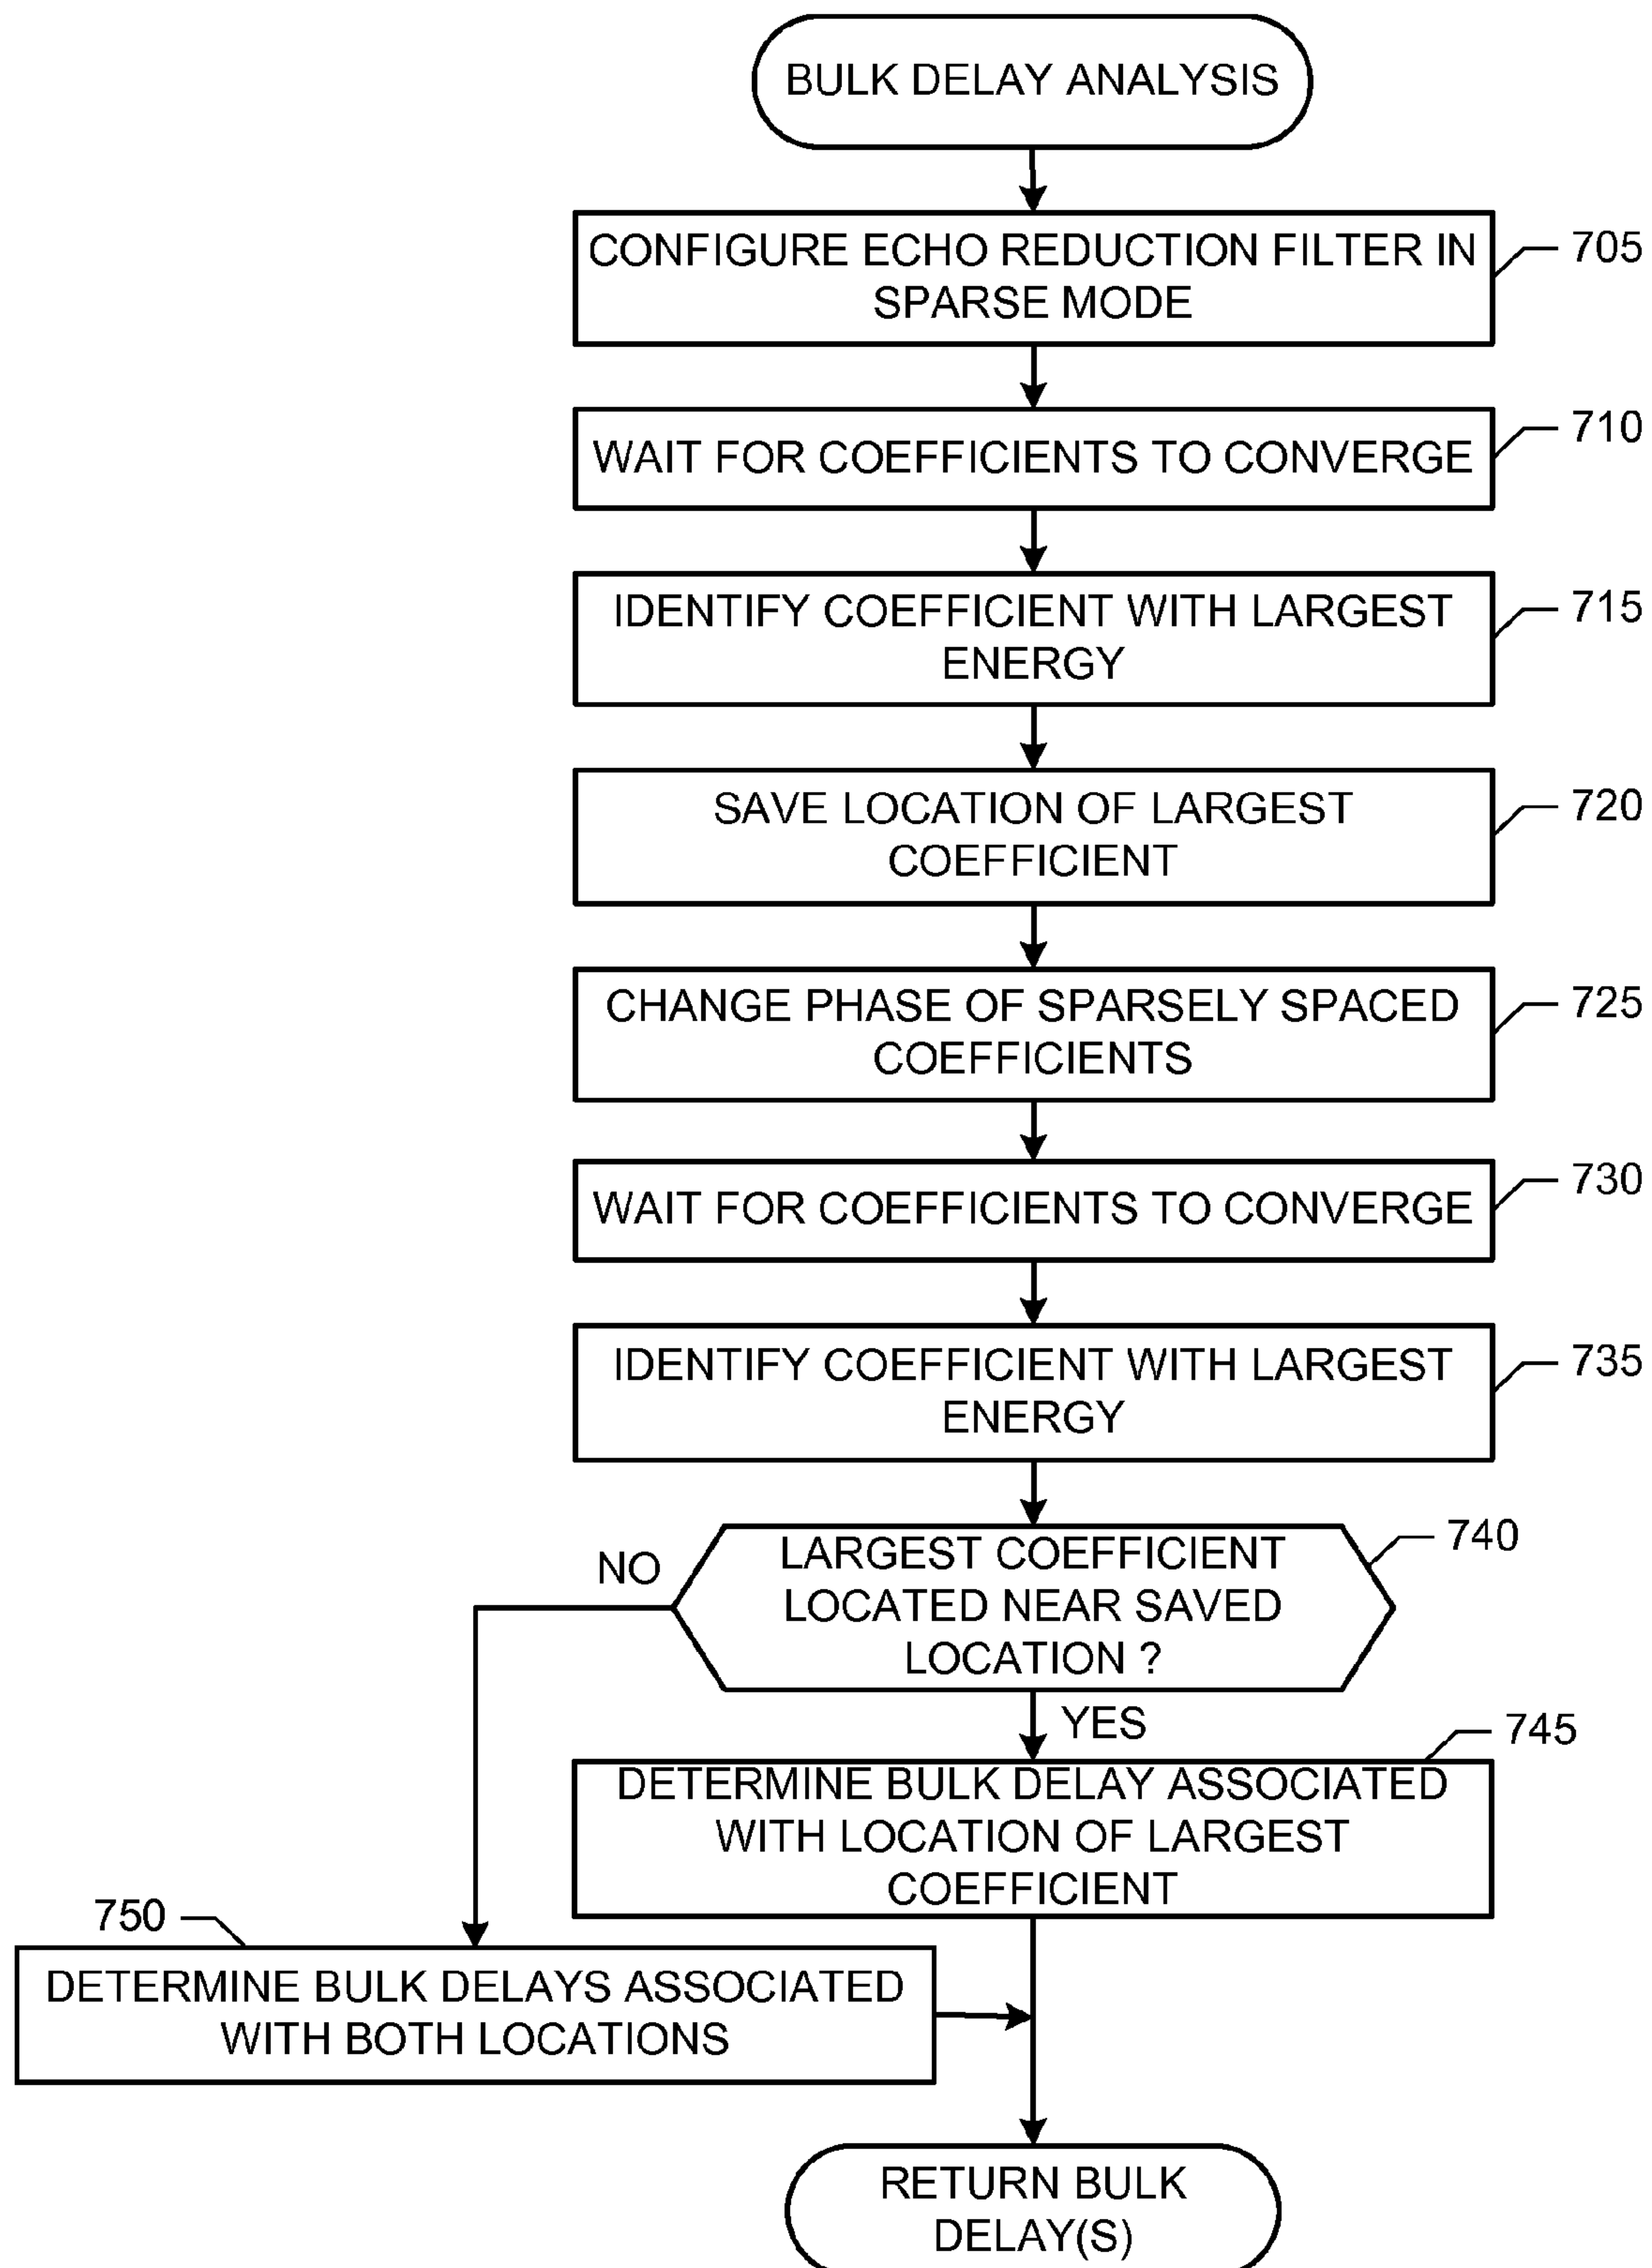 BULK DELAY ANALYSIS
CONFIGURE ECHO REDUCTION FILTER IN
SPARSE MODE
705
WAIT FOR COEFFICIENTS TO CONVERGE
710
IDENTIFY COEFFICIENT WITH LARGEST
ENERGY
715
SAVE LOCATION OF LARGEST
COEFFICIENT
720
CHANGE PHASE OF SPARSELY SPACED
COEFFICIENTS
725
WAIT FOR COEFFICIENTS TO CONVERGE
730
IDENTIFY COEFFICIENT WITH LARGEST
ENERGY
735
LARGEST COEFFICIENT
LOCATED NEAR SAVED
LOCATION ?
740
NO
YES
DETERMINE BULK DELAY ASSOCIATED
WITH LOCATION OF LARGEST
COEFFICIENT
745
750
DETERMINE BULK DELAYS ASSOCIATED
WITH BOTH LOCATIONS
RETURN BULK
DELAY(S)